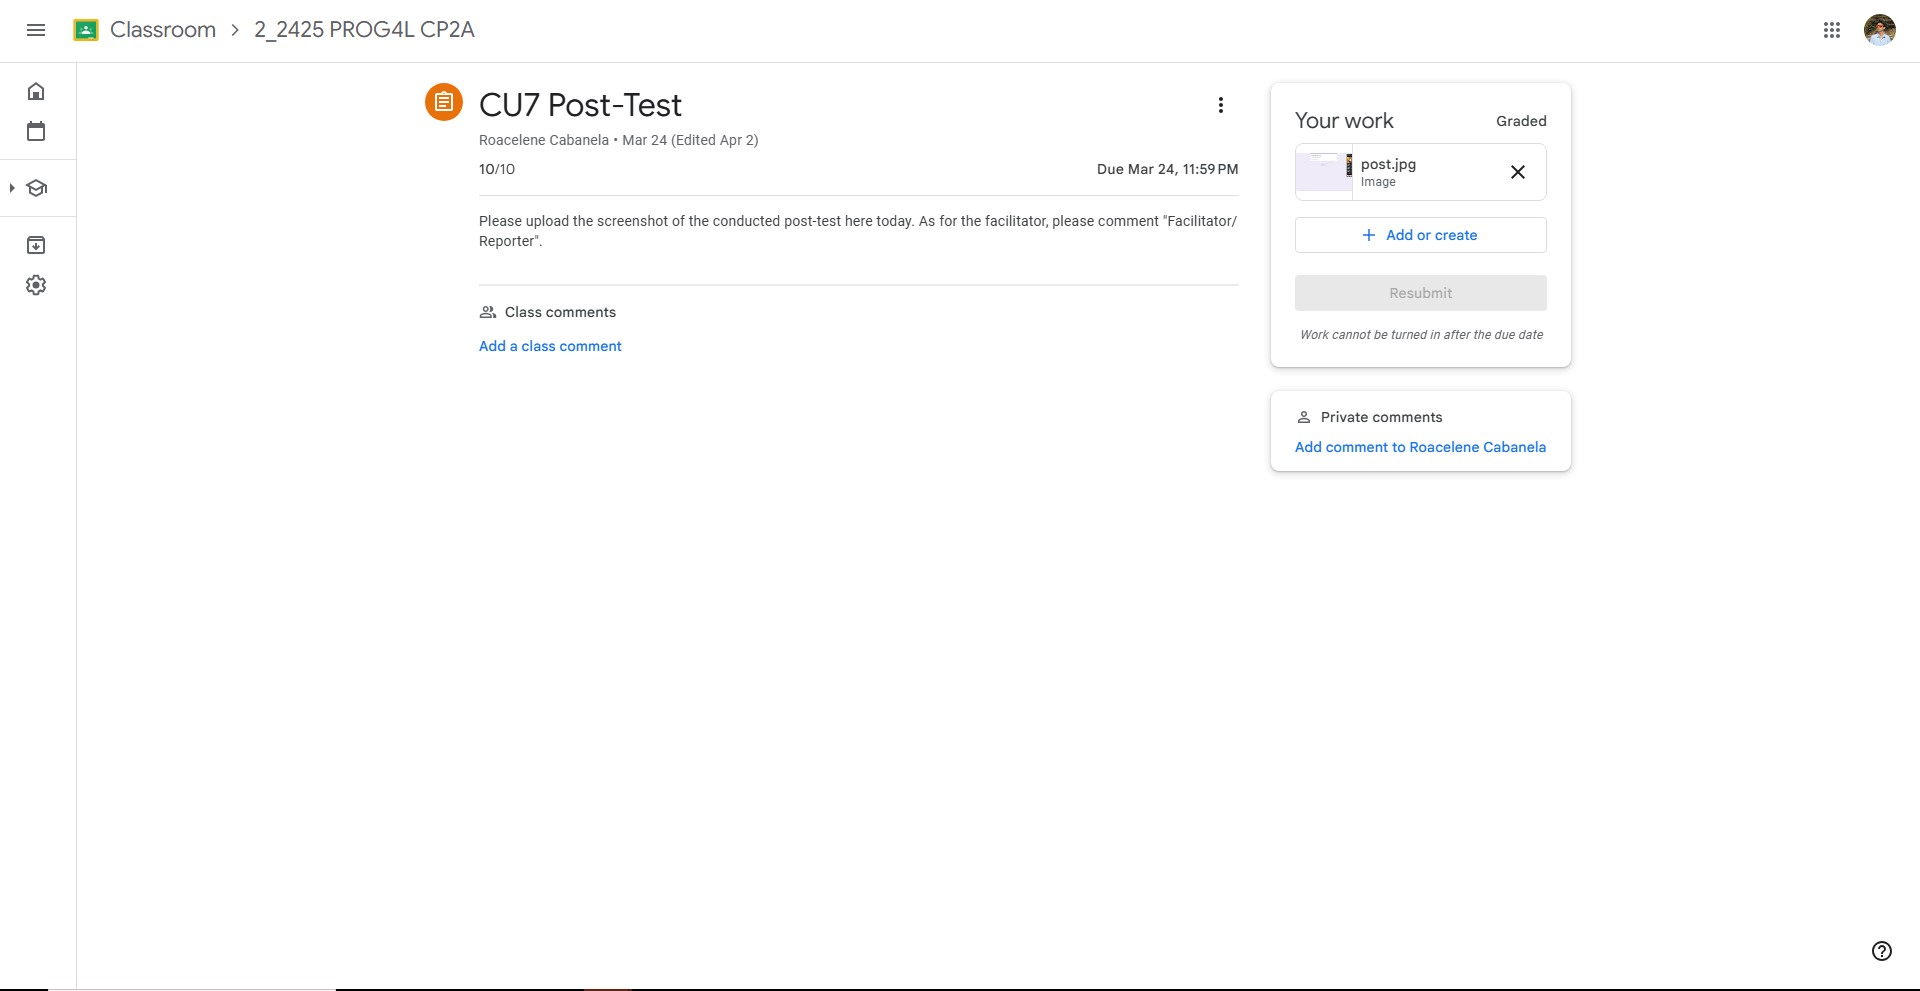 Classroom > 2_2425 PROG4L CP2A
CU7 Post-Test
Roacelene Cabanela • Mar 24 (Edited Apr 2)
10/10
Due Mar 24, 11:59 PM
Please upload the screenshot of the conducted post-test here today. As for the facilitator, please comment "Facilitator/
Reporter".
Class comments
Add a class comment
Your work
Graded
post.jpg
Image
+ Add or create
Resubmit
Work cannot be turned in after the due date
Private comments
Add comment to Roacelene Cabanela